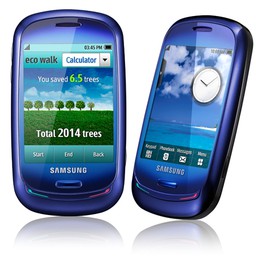 03:45 PM
eco walk Calculator
You saved 6.5 trees
Total 2014 trees
Start End Back
SAMSUNG
Keypad Phonebook Messages Menu
SAMSUNG